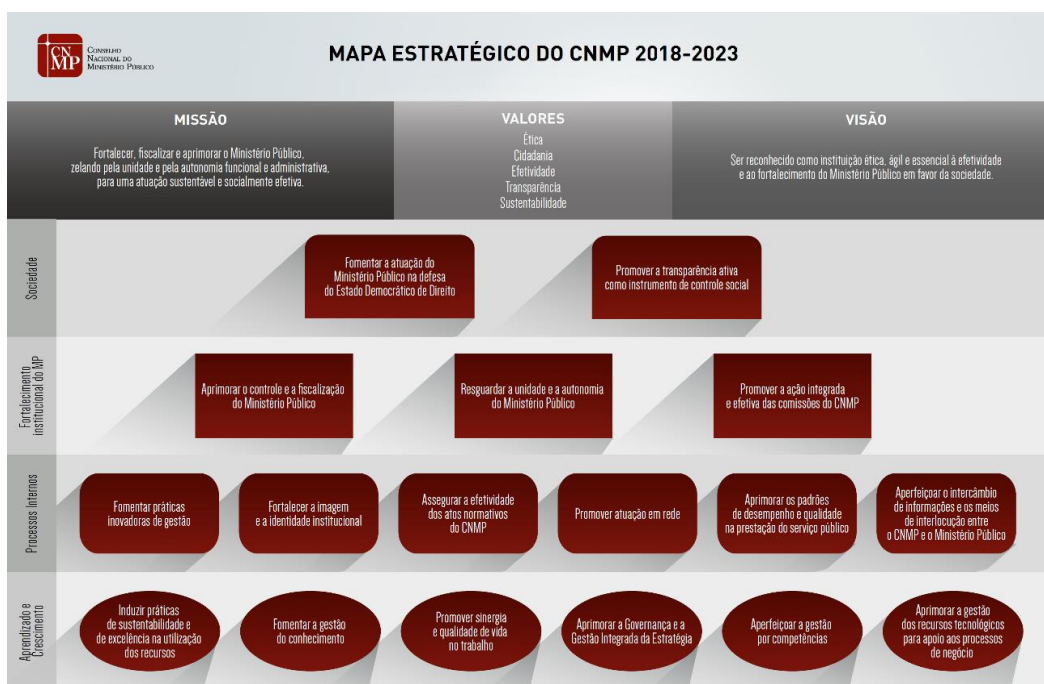 CN
MP
CONSELHO
NACIONAL DO
MINISTÉRIO PÚBLICO
MAPA ESTRATÉGICO DO CNMP 2018-2023
MISSÃO
Fortalecer, fiscalizar e aprimorar o Ministério Público,
zelando pela unidade e pela autonomia funcional e administrativa,
para uma atuação sustentável e socialmente efetiva.
VALORES
Ética
Cidadania
Efetividade
Transparência
Sustentabilidade
VISÃO
Ser reconhecido como instituição ética, ágil e essencial à efetividade
e ao fortalecimento do Ministério Público em favor da sociedade.
Sociedade
Fomentar a atuação do
Ministério Público na defesa
do Estado Democrático de Direito
Promover a transparência ativa
como instrumento de controle social
Fortalecimento
institucional do MP
Aprimorar o controle e a fiscalização
do Ministério Público
Resguardar a unidade e a autonomia
do Ministério Público
Promover a ação integrada
e efetiva das comissões do CNMP
Processos Internos
Fomentar práticas
inovadoras de gestão
Fortalecer a imagem
e a identidade institucional
Assegurar a efetividade
dos atos normativos
do CNMP
Promover atuação em rede
Aprimorar os padrões
de desempenho e qualidade
na prestação do serviço público
Aperfeiçoar o intercâmbio
de informações e os meios
de interlocução entre
o CNMP e o Ministério Público
Aprendizado e
Crescimento
Induzir práticas
de sustentabilidade e
de excelência na utilização
dos recursos
Fomentar a gestão
do conhecimento
Promover sinergia
e qualidade de vida
no trabalho
Aprimorar a Governança e a
Gestão Integrada da Estratégia
Aperfeiçoar a gestão
por competências
Aprimorar a gestão
dos recursos tecnológicos
para apoio aos processos
de negócio